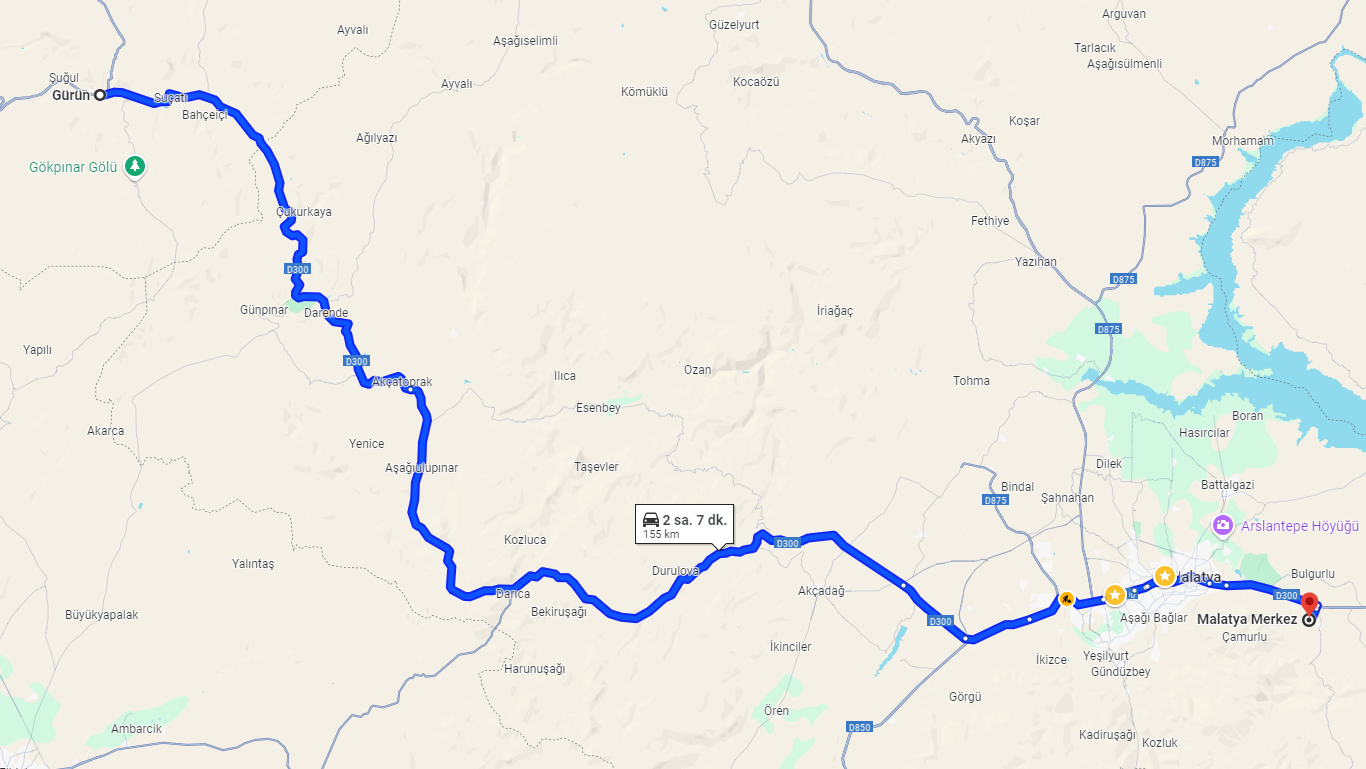 Arguvan
Güzelyurt
Ayvalı
Aşağıselimli
Tarlacık
Aşağısülmenli
Şuğul
Ayvalı
Kocaözü
Kömüklü
Gürün
Suçatı
Bahçeiçi
Koşar
Ağılyazı
Akyazı
Morhamam
D875
Gökpınar Gölü
Çukurkaya
Fethiye
Yazıhan
D300
D875
Günpınar
Darende
İriağaç
D875
Yapılı
D300
Ozan
Ilıca
Akçatoprak
Tohma
Esenbey
Boran
Akarca
Hasırcılar
Yenice
Aşağıulupınar
Taşevler
Dilek
Battalgazi
Bindal
Şahnahan
D875
2 sa. 7 dk.
155 km
Arslantepe Höyüğü
Kozluca
D300
Yalıntaş
Durulova
Malatya
Bulgurlu
Akçadağ
Darıca
D300
Büyükyapalak
Bekiruşağı
D300
Aşağı Bağlar
Malatya Merkez
Çamurlu
İkinciler
İkizce
Yeşilyurt
Gündüzbey
Harunuşağı
Görgü
Ören
Ambarcik
D850
Kadiruşağı
Kozluk